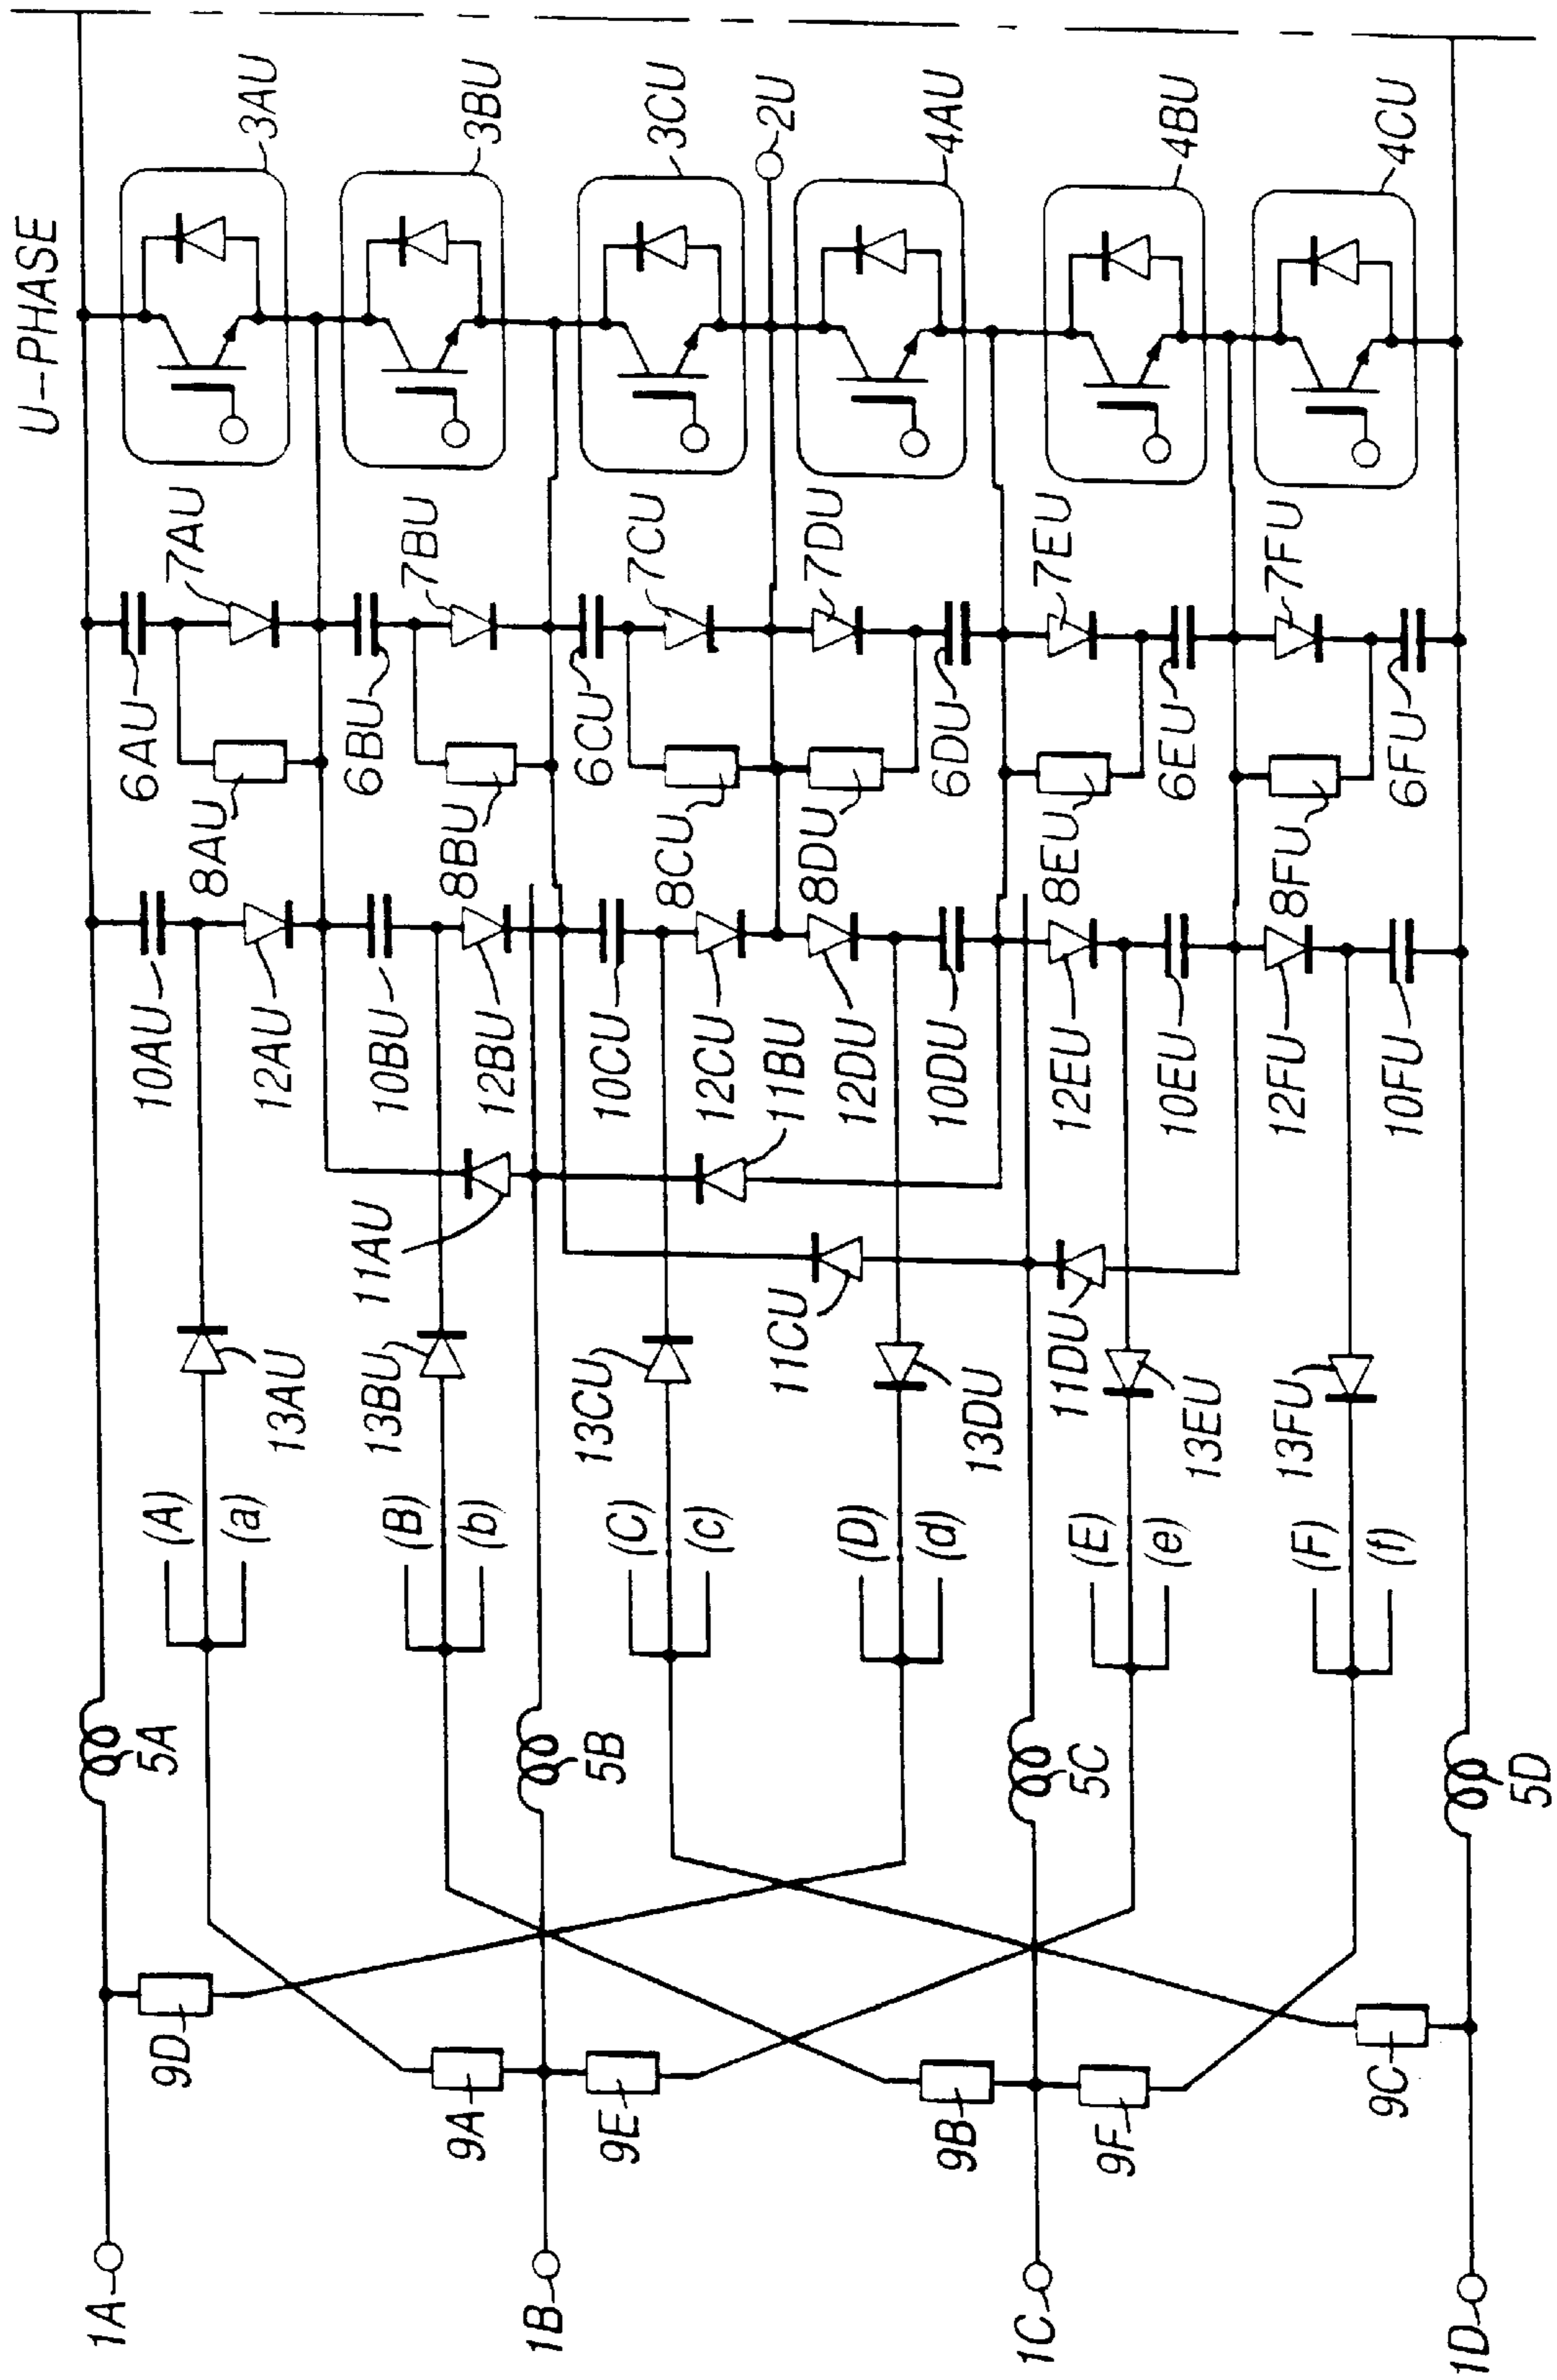 U-PHASE
3AU
3BU
3CU
2U
4AU
4BU
4CU
7AU
7BU
7CU
7DU
7EU
7FU
6AU
6BU
6CU
6DU
6EU
6FU
8AU
8BU
8CU
8DU
8EU
8FU
10AU
12AU
10BU
12BU
10CU
12CU
11BU
12DU
10DU
12EU
10EU
12FU
10FU
11AU
11CU
11DU
13AU
13BU
13CU
13DU
13EU
13FU
(A)
(a)
(B)
(b)
(C)
(c)
(D)
(d)
(E)
(e)
(F)
(f)
5A
5B
5C
5D
9D
9A
9E
9B
9F
9C
1A
1B
1C
1D